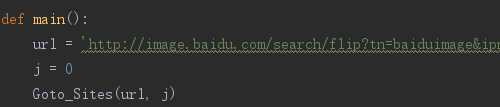 def main():
url = 'http://image.baidu.com/search/flip?tn=baiduimage&ip
j = 0
Goto_Sites(url, j)